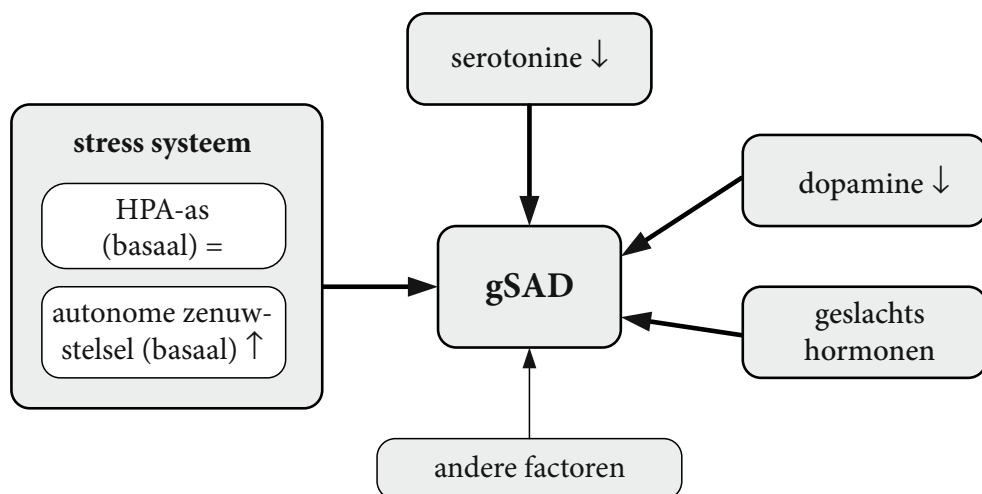 serotonine ↓
stress systeem
HPA-as
(basaal) =
autonome zenuw-
stelsel (basaal) ↑
gSAD
dopamine ↓
geslachts
hormonen
andere factoren